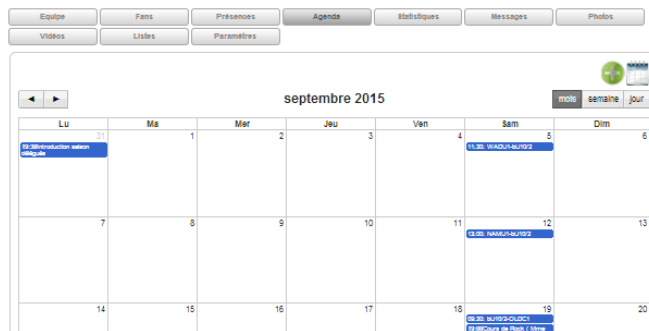 Equipe Fans Présences Agenda Statistiques Messages Photos
Vidéos Listes Paramètres
septembre 2015
mois semaine jour
Lu Ma Mer Jeu Ven Sam Dim
31 1 2 3 4 5 6
19:30Introduction saison
délégués
11:30: WADU1-bU10/2
7 8 9 10 11 12 13
13:00: NAMU1-bU10/2
14 15 16 17 18 19 20
09:30: bU10/2-OLDC1
19:00Cours de Rock ( Mme